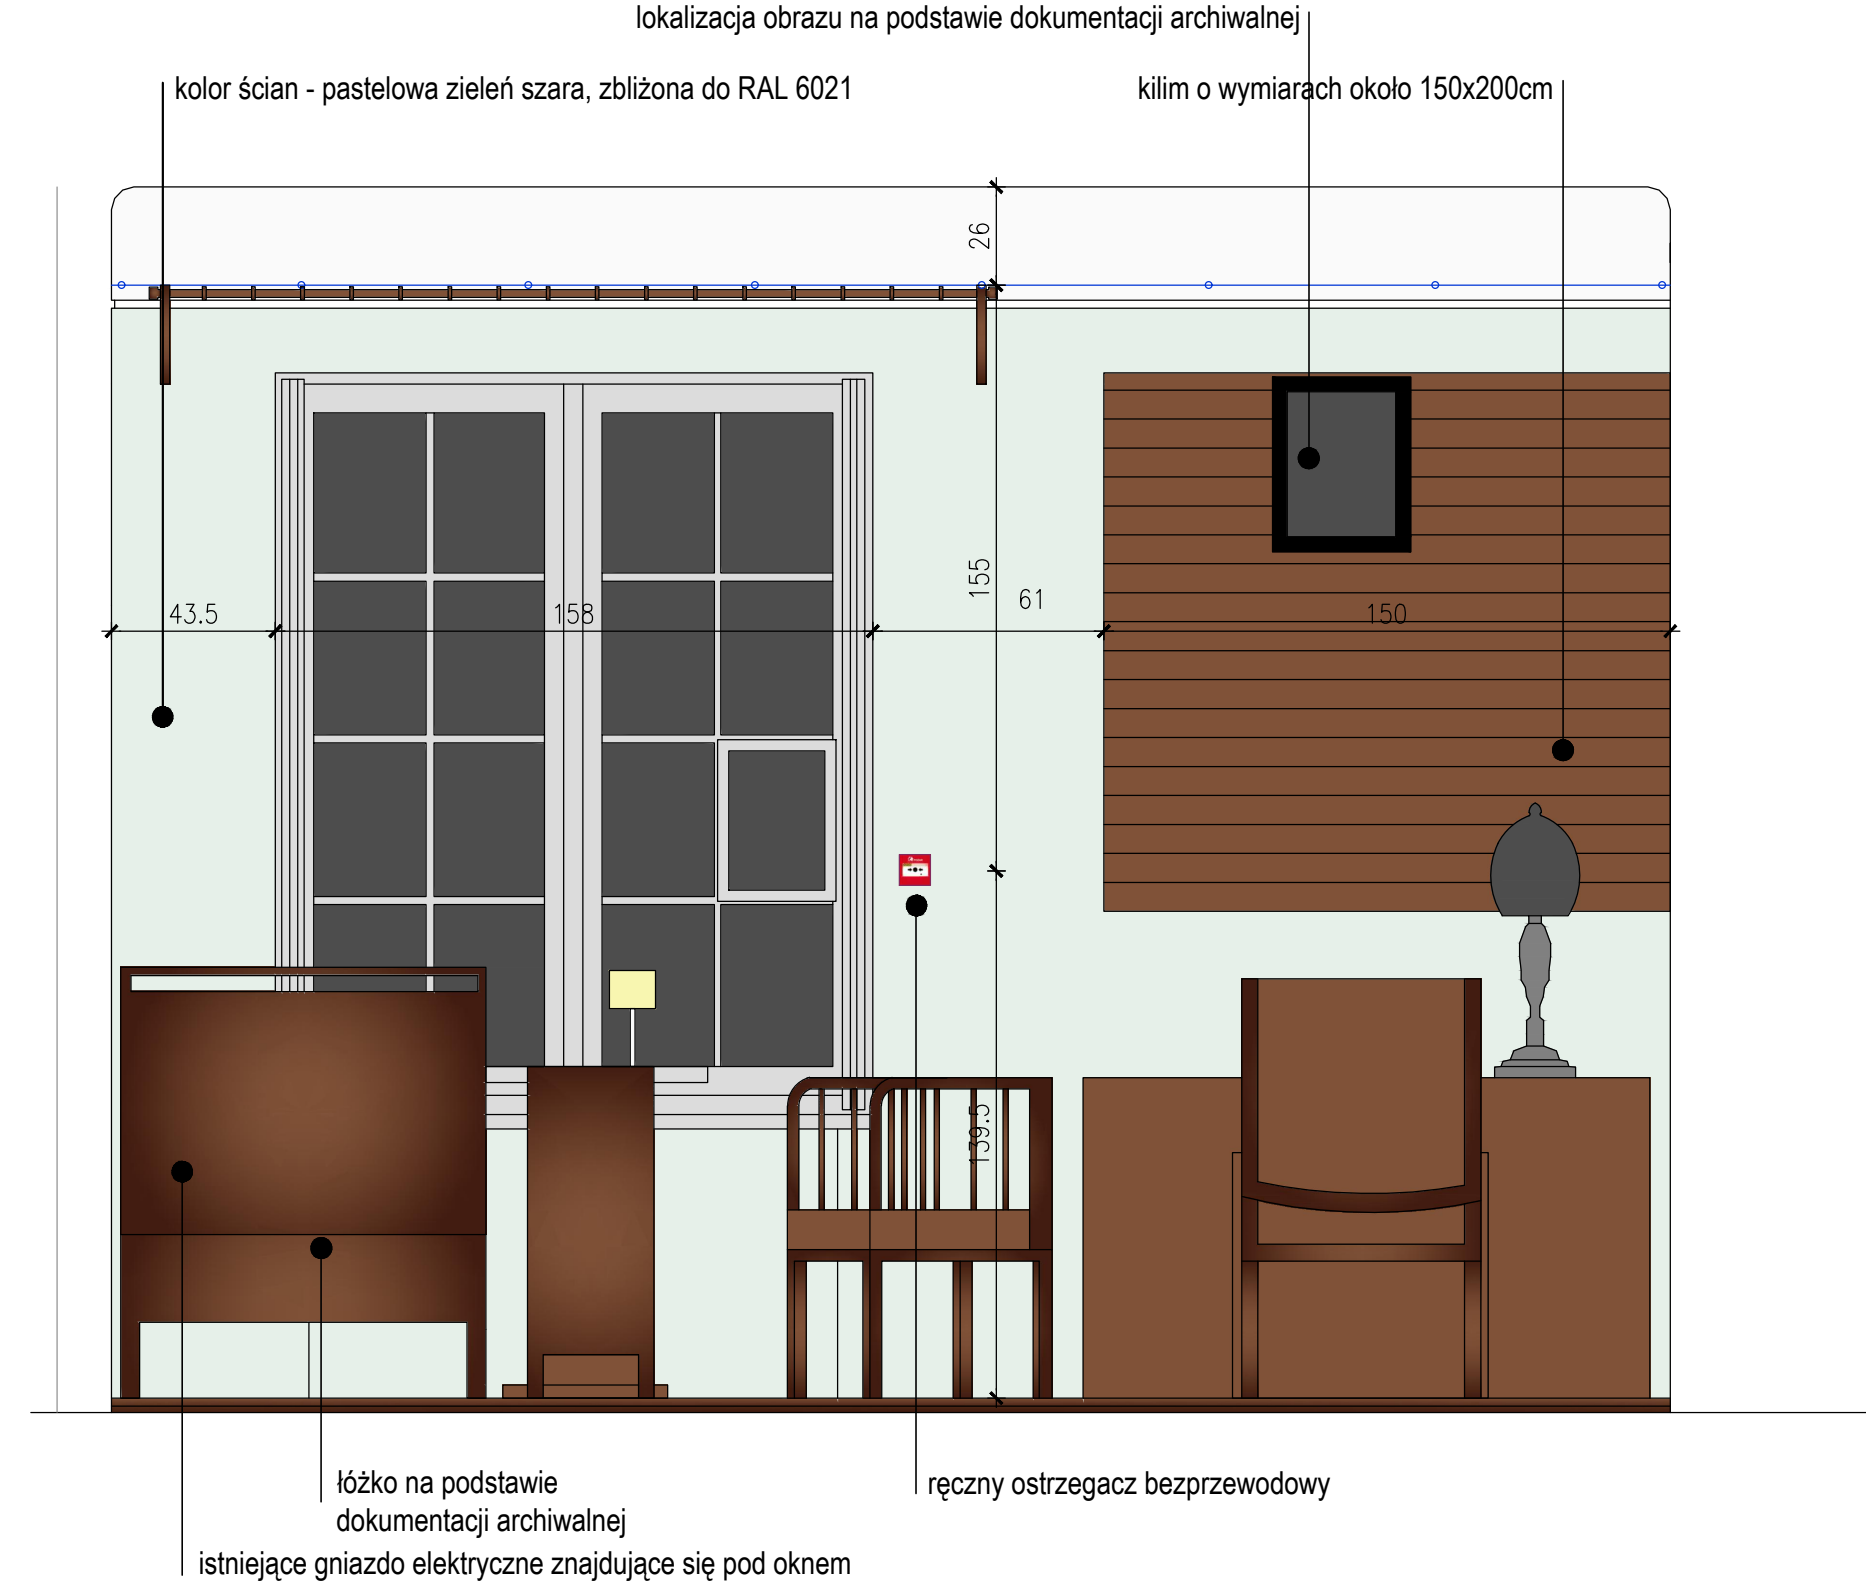 lokalizacja obrazu na podstawie dokumentacji archiwalnej
kolor ścian - pastelowa zieleń szara, zbliżona do RAL 6021
kilim o wymiarach około 150x200cm
26
155
61
43.5
158
150
139.5
łóżko na podstawie
dokumentacji archiwalnej
ręczny ostrzegacz bezprzewodowy
istniejące gniazdo elektryczne znajdujące się pod oknem